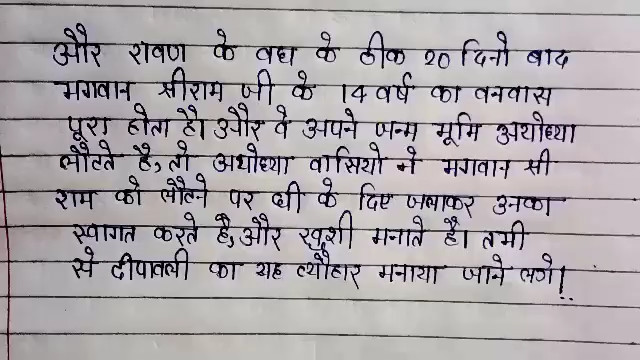 और रावण के वध के ठीक 20 दिनो बाद
भगवान श्रीराम जी के 14 वर्ष का वनवास
पूरा होता है। और वे अपने जन्म भूमि अयोध्या
लौटते है, तो अयोध्या वासियो ने भगवान श्री
राम को लौटने पर घी के दिए जलाकर उनका
स्वागत करते है, और खुशी मनाते है। तभी
से दीपावली का यह त्यौहार मनाया जाने लगे!